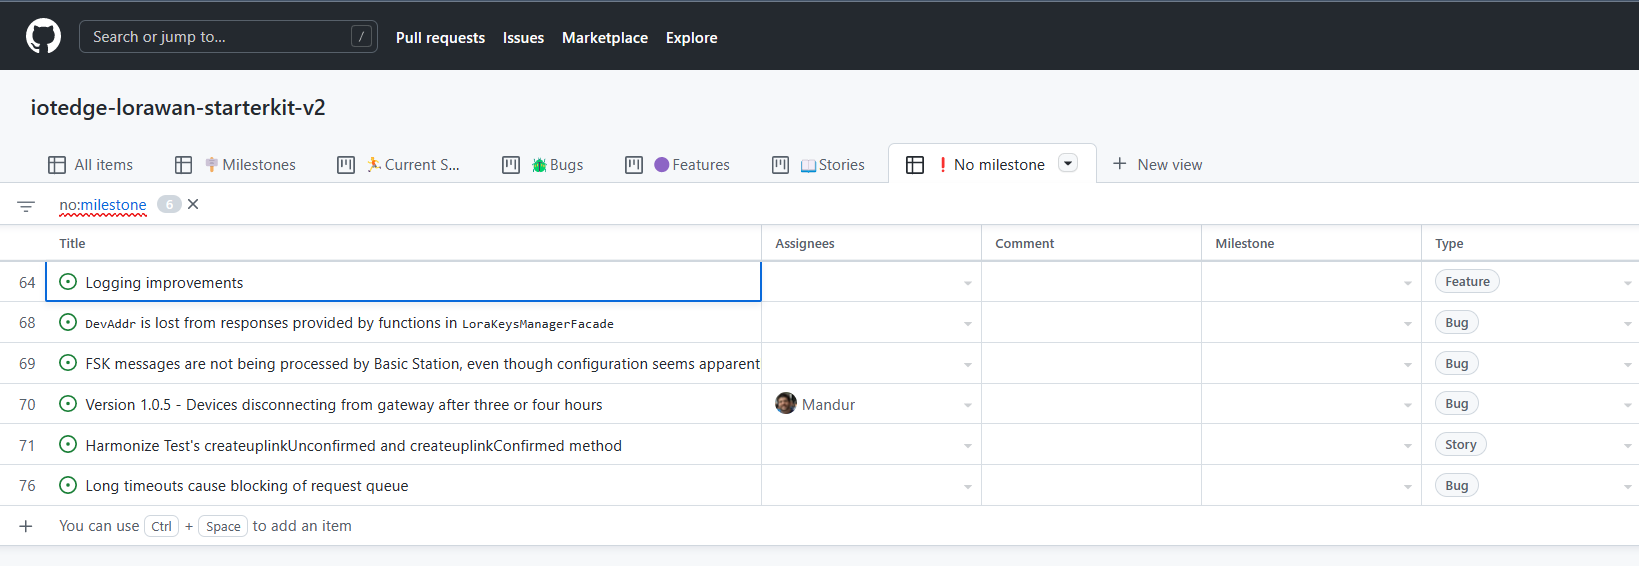 Search or jump to... /
Pull requests Issues Marketplace Explore
iotedge-lorawan-starterkit-v2
All items Milestones Current S... Bugs Features Stories No milestone New view
no:milestone 6
Title Assignees Comment Milestone Type
64 Logging improvements Feature
68 DevAddr is lost from responses provided by functions in LoraKeysManagerFacade Bug
69 FSK messages are not being processed by Basic Station, even though configuration seems apparent Bug
70 Version 1.0.5 - Devices disconnecting from gateway after three or four hours Mandur Bug
71 Harmonize Test's createuplinkUnconfirmed and createuplinkConfirmed method Story
76 Long timeouts cause blocking of request queue Bug
+ You can use Ctrl + Space to add an item